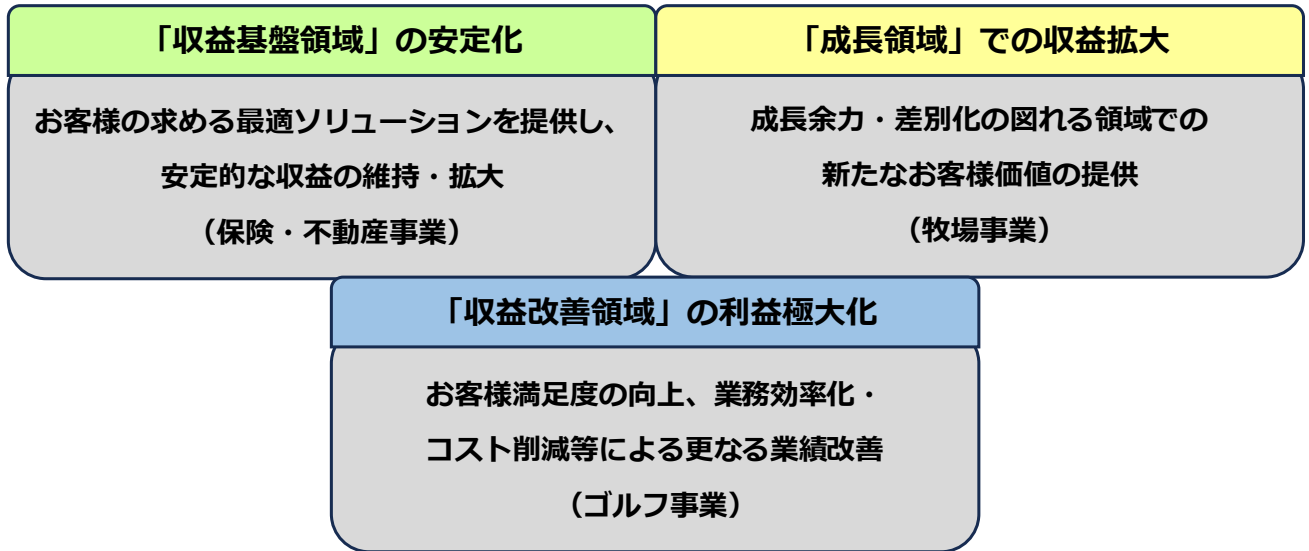 「収益基盤領域」の安定化
お客様の求める最適ソリューションを提供し、
安定的な収益の維持・拡大
（保険・不動産事業）
「成長領域」での収益拡大
成長余力・差別化の図れる領域での
新たなお客様価値の提供
（牧場事業）
「収益改善領域」の利益極大化
お客様満足度の向上、業務効率化・
コスト削減等による更なる業績改善
（ゴルフ事業）